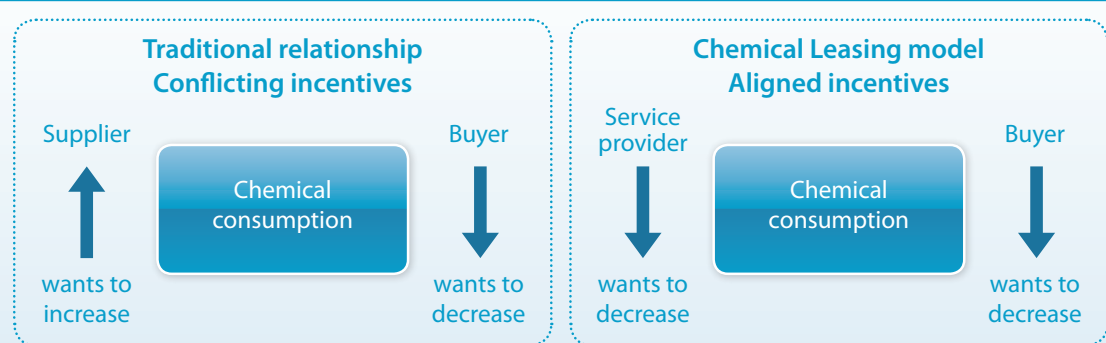 Traditional relationship
Conflicting incentives
Supplier
Chemical
consumption
Buyer
wants to
increase
wants to
decrease
Chemical Leasing model
Aligned incentives
Service
provider
Chemical
consumption
Buyer
wants to
decrease
wants to
decrease